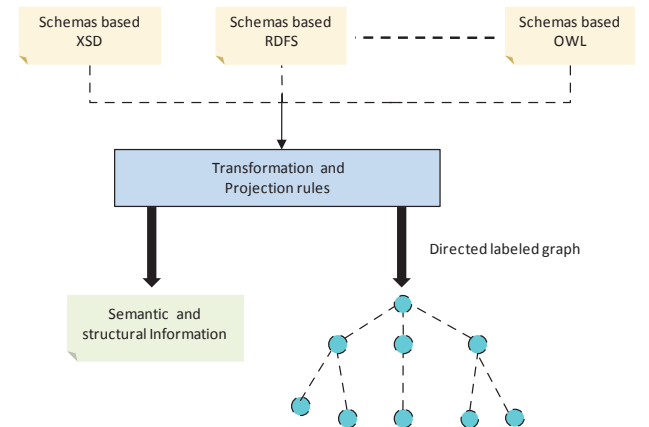 Schemas based
XSD
Schemas based
RDFS
Schemas based
OWL
Transformation and
Projection rules
Directed labeled graph
Semantic and
structural Information